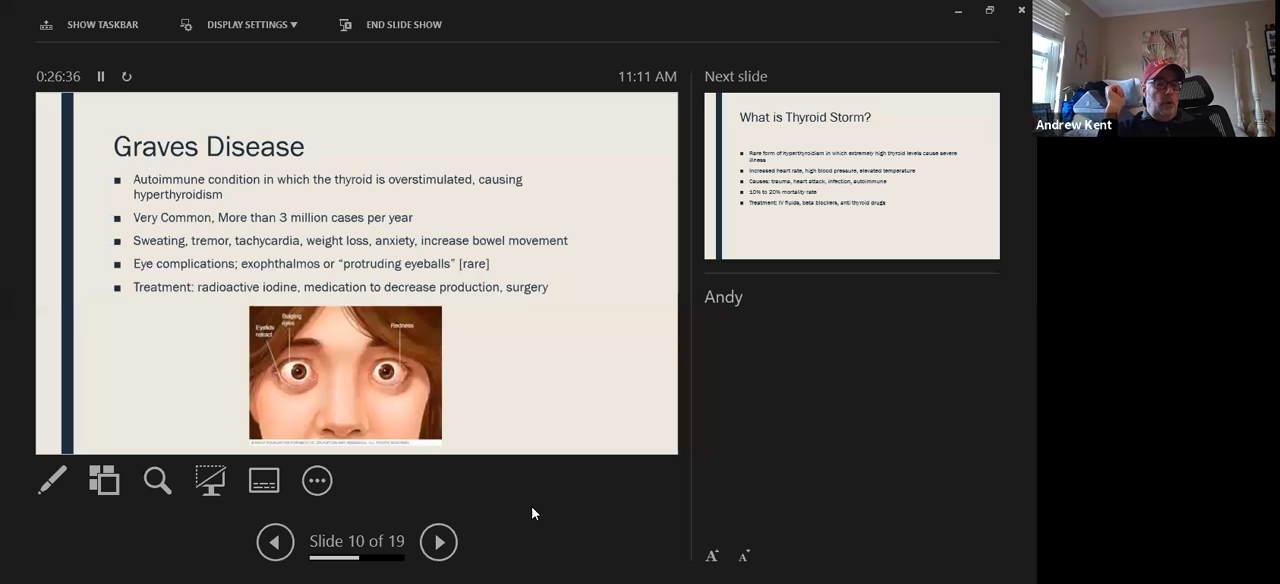 SHOW TASKBAR
DISPLAY SETTINGS ▼
END SLIDE SHOW
0:26:36
11:11 AM
Graves Disease
■ Autoimmune condition in which the thyroid is overstimulated, causing
hyperthyroidism
■ Very Common, More than 3 million cases per year
■ Sweating, tremor, tachycardia, weight loss, anxiety, increase bowel movement
■ Eye complications; exophthalmos or “protruding eyeballs” [rare]
■ Treatment: radioactive iodine, medication to decrease production, surgery
Eyelids
retract
Bulging
eyes
Redness
Slide 10 of 19
Next slide
What is Thyroid Storm?
■ Rare form of hyperthyroidism in which extremely high thyroid levels cause severe
illness
■ Increased heart rate, high blood pressure, elevated temperature
■ Causes: trauma, heart attack, infection, autoimmune
■ 10% to 20% mortality rate
■ Treatment: IV fluids, beta blockers, anti thyroid drugs
Andy
A A
Andrew Kent